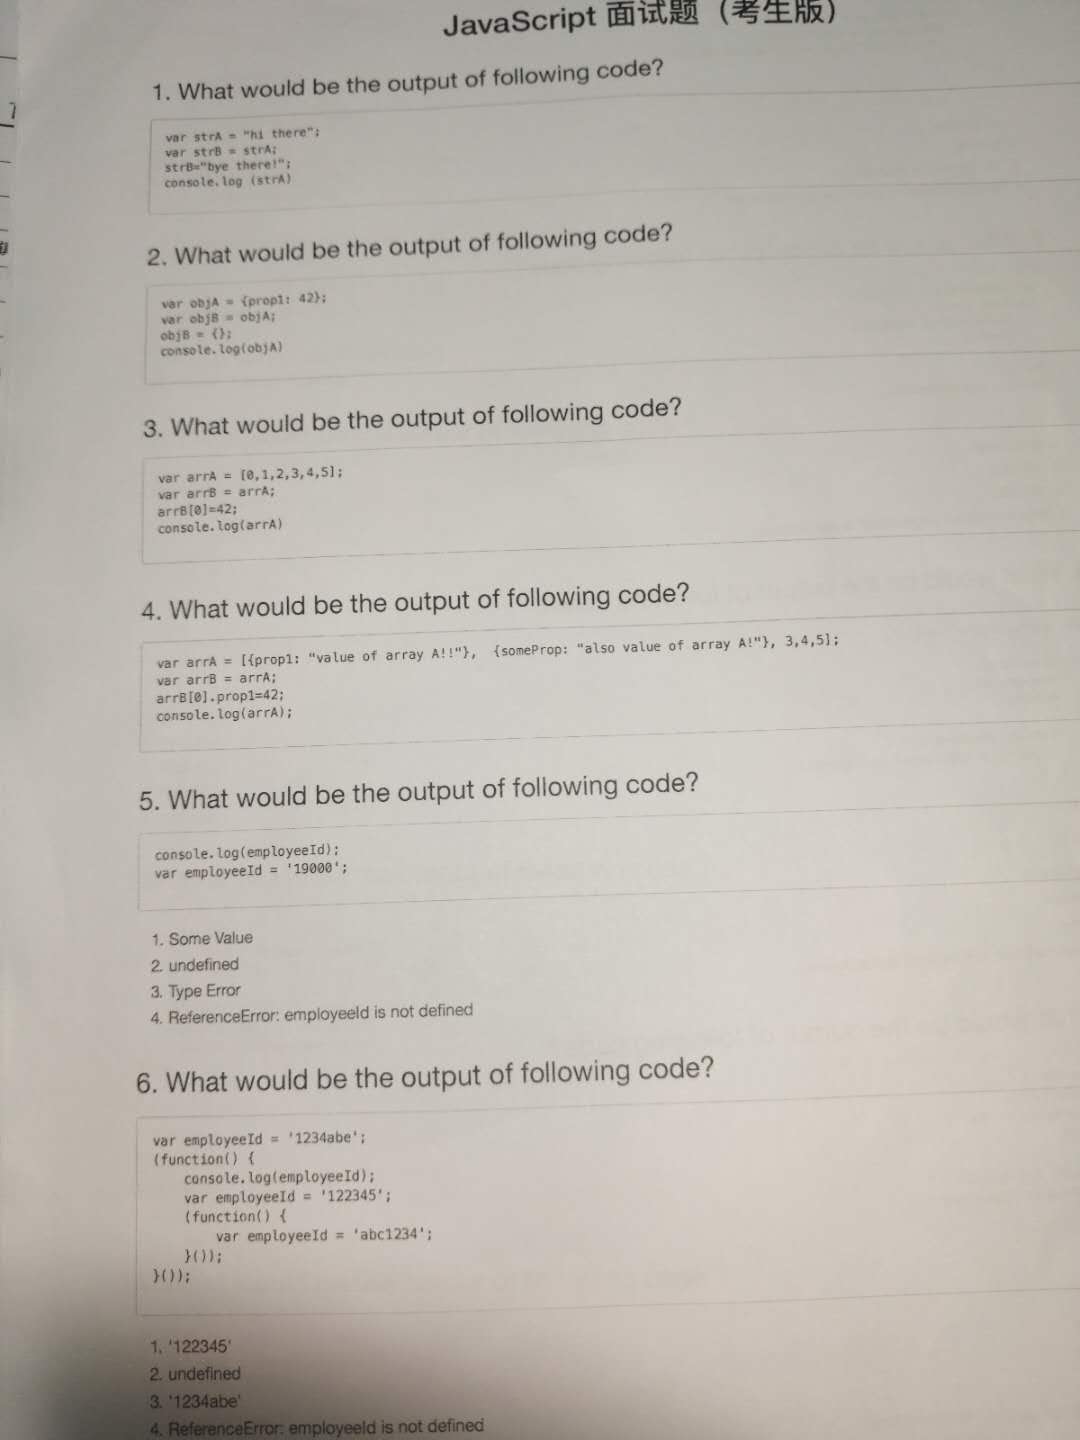 JavaScript 面试题（考生版）
1. What would be the output of following code?
var strA = "hi there";
var strB = strA;
strB="bye there!";
console.log (strA)
2. What would be the output of following code?
var objA = {prop1: 42};
var objB = objA;
objB = {};
console.log(objA)
3. What would be the output of following code?
var arrA = [0,1,2,3,4,5];
var arrB = arrA;
arrB[0]=42;
console.log(arrA)
4. What would be the output of following code?
var arrA = [{prop1: "value of array A!!"}, {someProp: "also value of array A!"}, 3,4,5];
var arrB = arrA;
arrB[0].prop1=42;
console.log(arrA);
5. What would be the output of following code?
console.log(employeeId);
var employeeId = '19000';
1. Some Value
2. undefined
3. Type Error
4. ReferenceError: employeeId is not defined
6. What would be the output of following code?
var employeeId = '1234abe';
(function() {
console.log(employeeId);
var employeeId = '122345';
(function() {
var employeeId = 'abc1234';
}());
}());
1. '122345'
2. undefined
3. '1234abe'
4. ReferenceError: employeeId is not defined